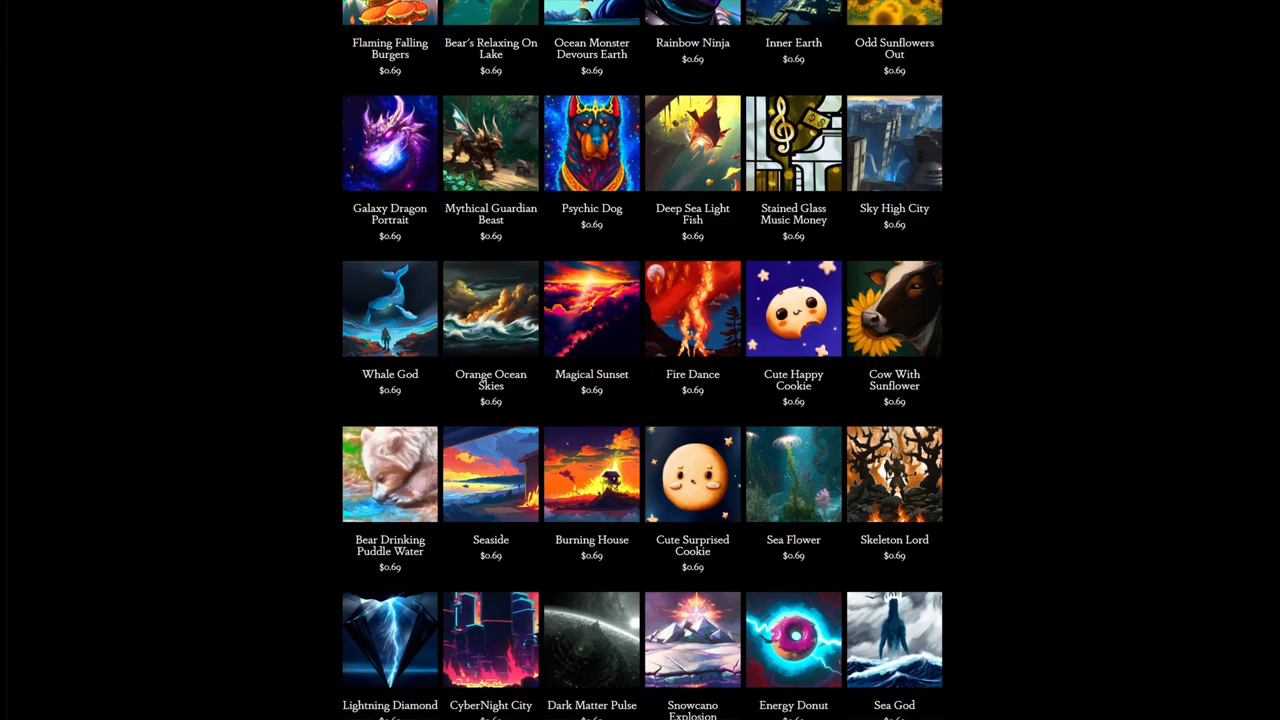 Flaming Falling Burgers
$0.69
Bear's Relaxing On Lake
$0.69
Ocean Monster Devours Earth
$0.69
Rainbow Ninja
$0.69
Inner Earth
$0.69
Odd Sunflowers Out
$0.69
Galaxy Dragon Portrait
$0.69
Mythical Guardian Beast
$0.69
Psychic Dog
$0.69
Deep Sea Light Fish
$0.69
Stained Glass Music Money
$0.69
Sky High City
$0.69
Whale God
$0.69
Orange Ocean Skies
$0.69
Magical Sunset
$0.69
Fire Dance
$0.69
Cute Happy Cookie
$0.69
Cow With Sunflower
$0.69
Bear Drinking Puddle Water
$0.69
Seaside
$0.69
Burning House
$0.69
Cute Surprised Cookie
$0.69
Sea Flower
$0.69
Skeleton Lord
$0.69
Lightning Diamond
CyberNight City
Dark Matter Pulse
Snowcano Explosion
Energy Donut
Sea God